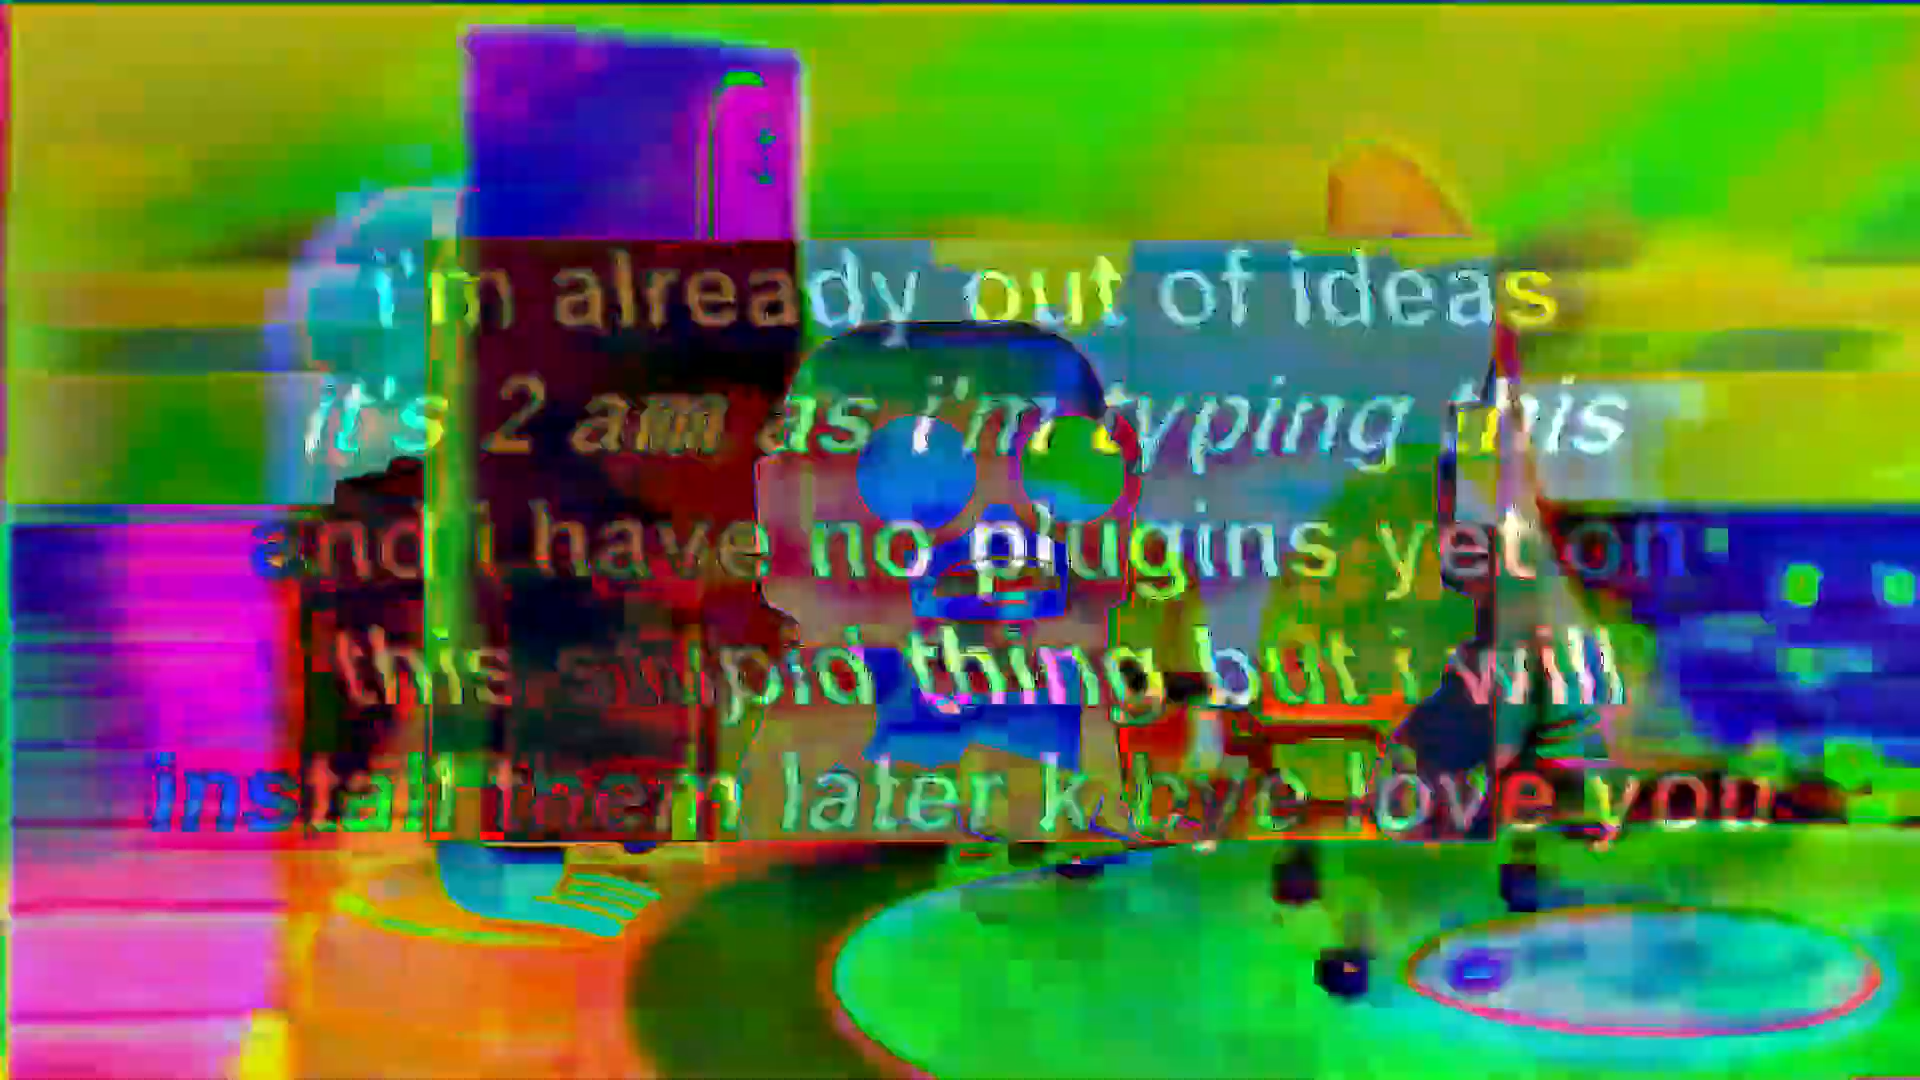 i'm already out of ideas
it's 2 am as i'm typing this
and i have no plugins yet on
this stupid thing but i will
install them later k bye love you